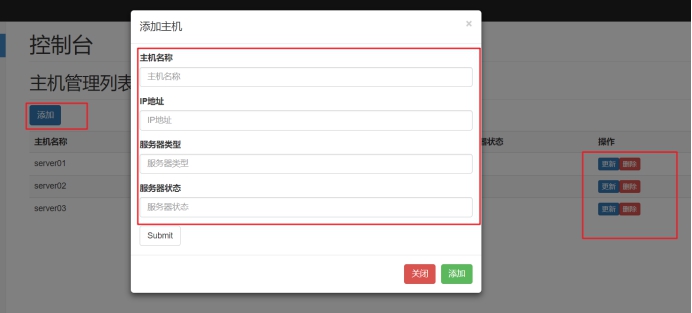 添加主机
×
控制台
主机管理列表
添加
主机名称
主机名称
IP地址
IP地址
服务器类型
服务器类型
服务器状态
服务器状态
Submit
关闭 添加
主机名称 器状态 操作
server01 更新 删除
server02 更新 删除
server03 更新 删除